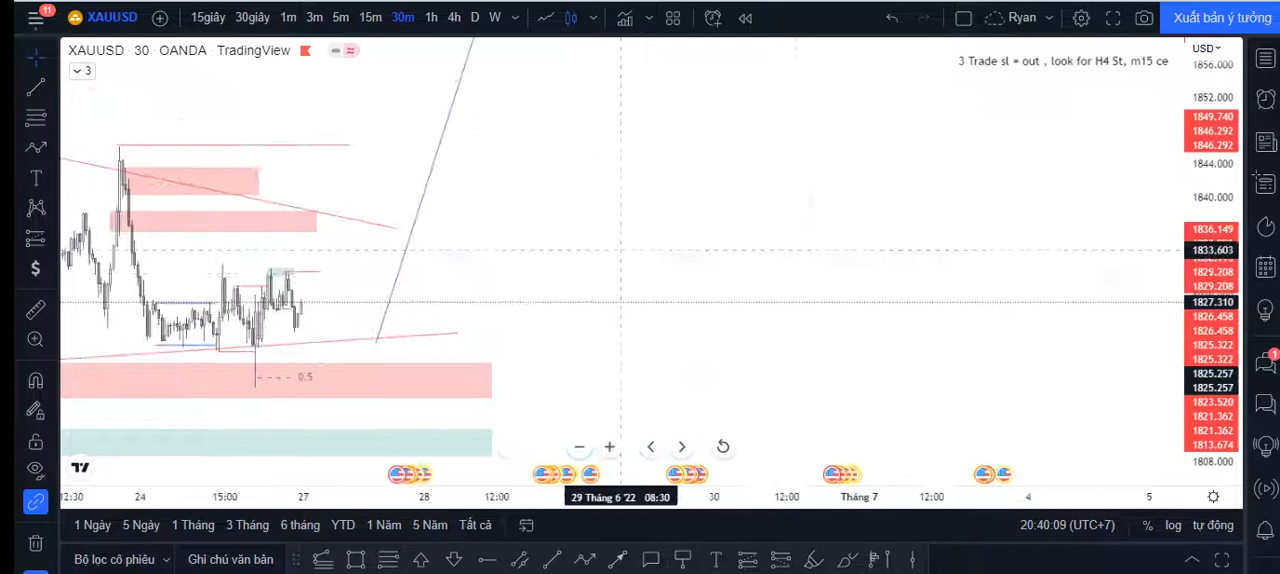 11
XAUUSD
15giây 30giây 1m 3m 5m 15m 30m 1h 4h D W
Ryan
Xuất bản ý tưởng
XAUUSD · 30 · OANDA · TradingView
3
3 Trade sl = out , look for H4 St, m15 ce
USD
1856.000
1852.000
1849.740
1846.292
1846.292
1844.000
1840.000
1836.149
1833.603
1829.208
1829.208
1827.310
1826.458
1826.458
1825.322
1825.322
1825.257
1825.257
1823.520
1821.362
1821.362
1813.674
1808.000
0.5
1
12:30 24 15:00 27 28 12:00 29 Tháng 6 '22 08:30 30 12:00 Tháng 7 12:00 4 5
1 Ngày 5 Ngày 1 Tháng 3 Tháng 6 tháng YTD 1 Năm 5 Năm Tất cả
20:40:09 (UTC+7) % log tự động
Bộ lọc cổ phiếu Ghi chú văn bản